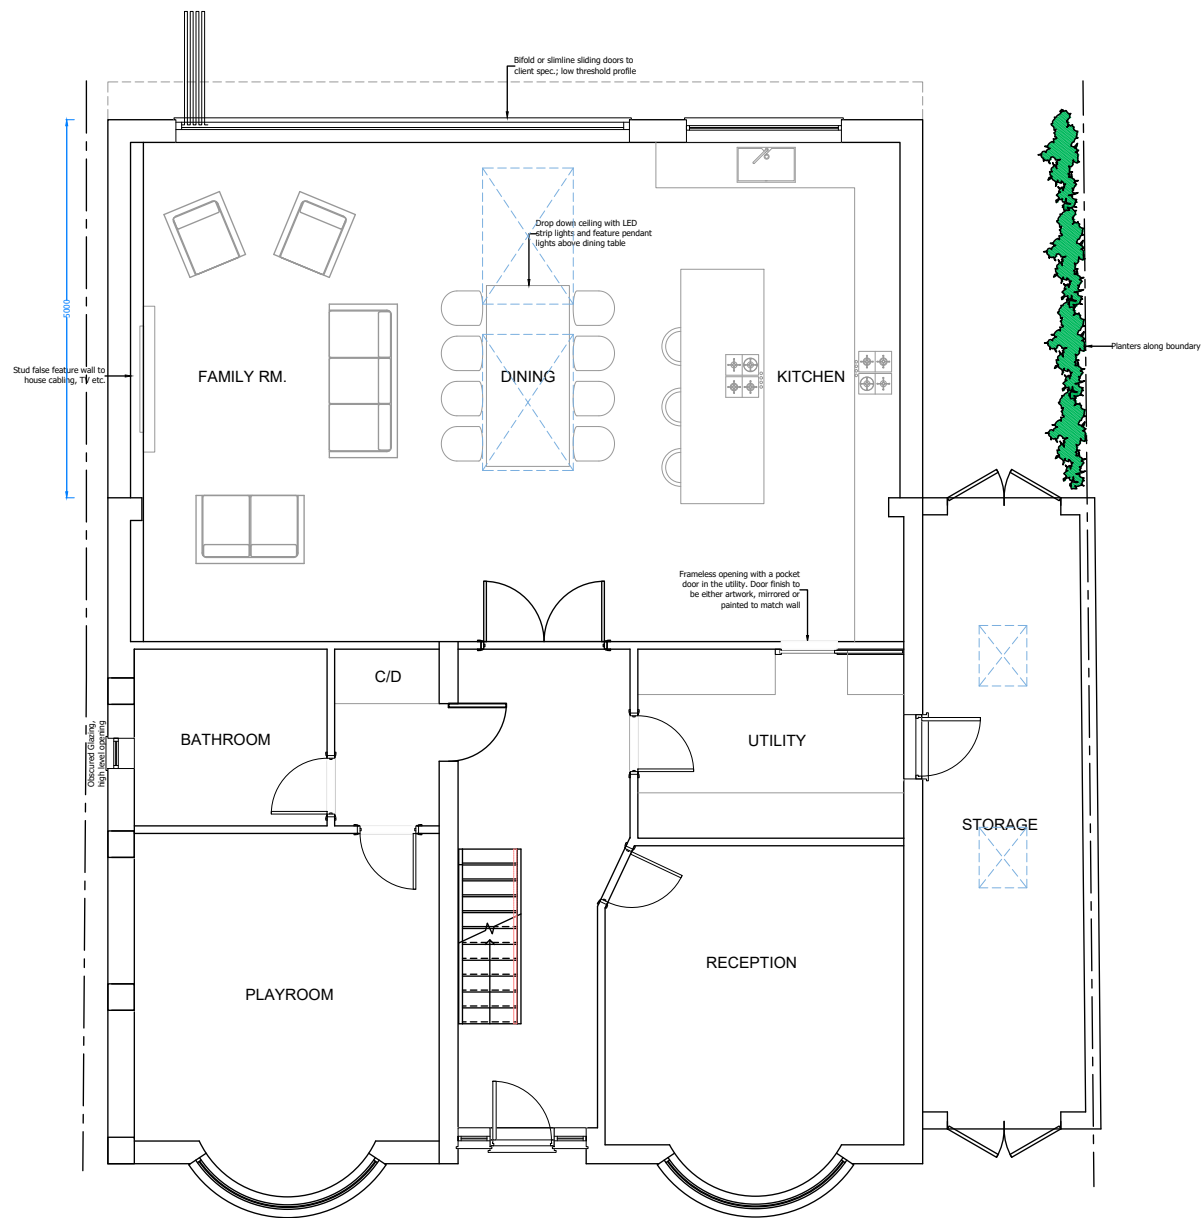 Bifold or slimline sliding doors to
client spec.; low threshold profile
Drop down ceiling with LED
strip lights and feature pendant
lights above dining table
5000
Stud false feature wall to
house cabling, TV etc.
FAMILY RM.
DINING
KITCHEN
Planters along boundary
Frameless opening with a pocket
door in the utility. Door finish to
be either artwork, mirrored or
painted to match wall
C/D
BATHROOM
UTILITY
Obscured Glazing,
high level opening
STORAGE
RECEPTION
PLAYROOM